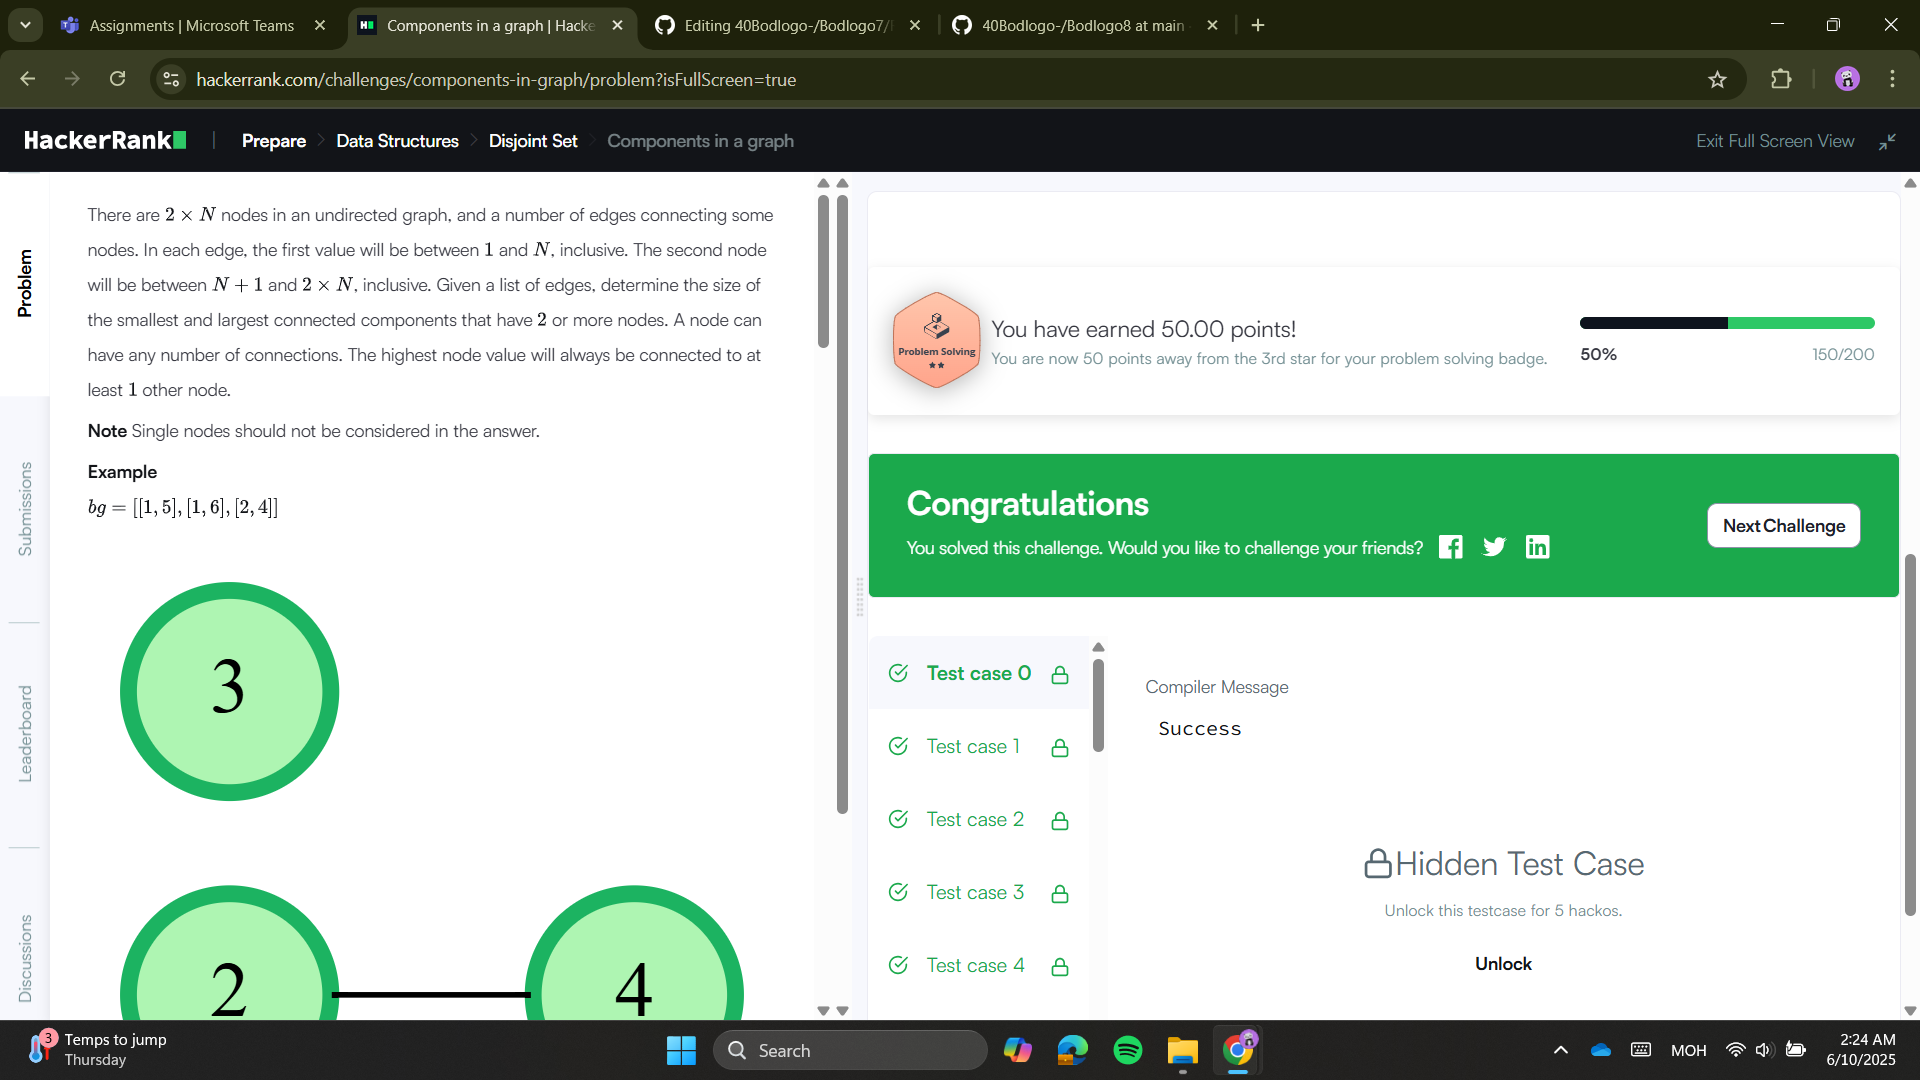 Assignments | Microsoft Teams
Components in a graph | Hacke
Editing 40Bodlogo-/Bodlogo7/
40Bodlogo-/Bodlogo8 at main
hackerrank.com/challenges/components-in-graph/problem?isFullScreen=true
HackerRank
Prepare
Data Structures
Disjoint Set
Components in a graph
Exit Full Screen View
Problem
Submissions
Leaderboard
Discussions
There are 2 × N nodes in an undirected graph, and a number of edges connecting some
nodes. In each edge, the first value will be between 1 and N, inclusive. The second node
will be between N + 1 and 2 × N, inclusive. Given a list of edges, determine the size of
the smallest and largest connected components that have 2 or more nodes. A node can
have any number of connections. The highest node value will always be connected to at
least 1 other node.
Note Single nodes should not be considered in the answer.
Example
bg = [[1, 5], [1, 6], [2, 4]]
3
2
4
Problem Solving
You have earned 50.00 points!
You are now 50 points away from the 3rd star for your problem solving badge.
50%
150/200
Congratulations
You solved this challenge. Would you like to challenge your friends?
Next Challenge
Test case 0
Test case 1
Test case 2
Test case 3
Test case 4
Compiler Message
Success
Hidden Test Case
Unlock this testcase for 5 hackos.
Unlock
3
Temps to jump
Thursday
Search
МОН
2:24 AM
6/10/2025